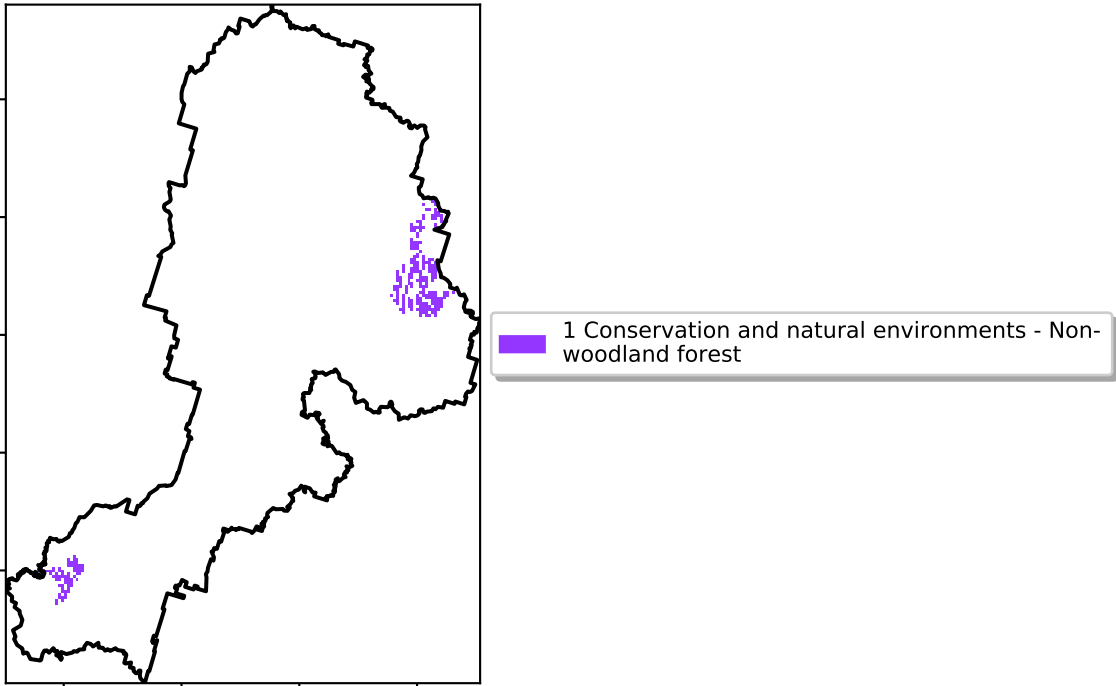 1 Conservation and natural environments - Non-
woodland forest